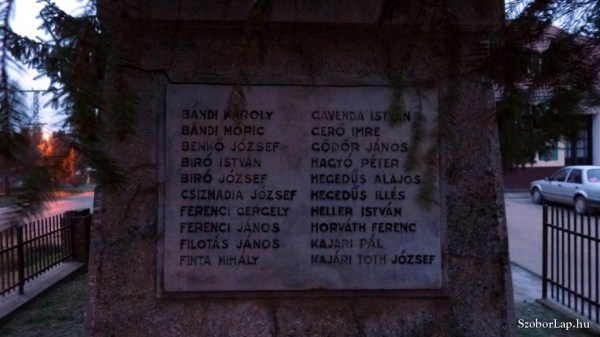 BÁNDI KÁROLY
BÁNDI MÓRIC
BENKŐ JÓZSEF
BIRÓ ISTVÁN
BIRÓ JÓZSEF
CSIZMADIA JÓZSEF
FERENCI GERGELY
FERENCI JÁNOS
FILOTÁS JÁNOS
FINTA MIHÁLY
GAVENDA ISTVÁN
GERŐ IMRE
GÖDÖR JÁNOS
HAGYÓ PÉTER
HEGEDŰS ALAJOS
HEGEDŰS ILLÉS
HELLER ISTVÁN
HORVÁTH FERENC
KAJÁRI PÁL
KAJÁRI TÓTH JÓZSEF
SzoborLap.hu